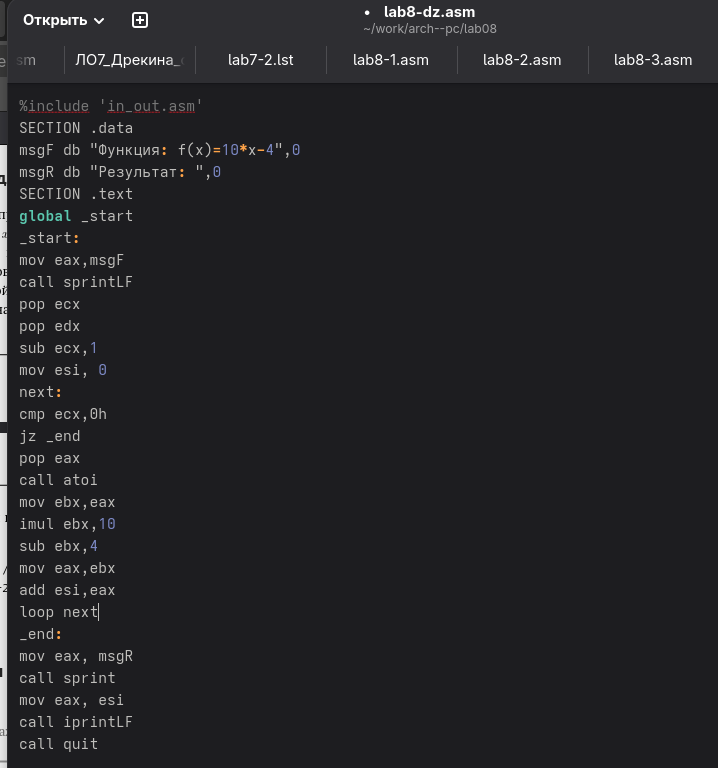 Открыть
• lab8-dz.asm
~/work/arch--pc/lab08
sm
ЛО7_Дрекина_
lab7-2.lst
lab8-1.asm
lab8-2.asm
lab8-3.asm
%include 'in_out.asm'
SECTION .data
msgF db "Функция: f(x)=10*x-4",0
msgR db "Результат: ",0
SECTION .text
global _start
_start:
mov eax,msgF
call sprintLF
pop ecx
pop edx
sub ecx,1
mov esi, 0
next:
cmp ecx,0h
jz _end
pop eax
call atoi
mov ebx,eax
imul ebx,10
sub ebx,4
mov eax,ebx
add esi,eax
loop next
_end:
mov eax, msgR
call sprint
mov eax, esi
call iprintLF
call quit